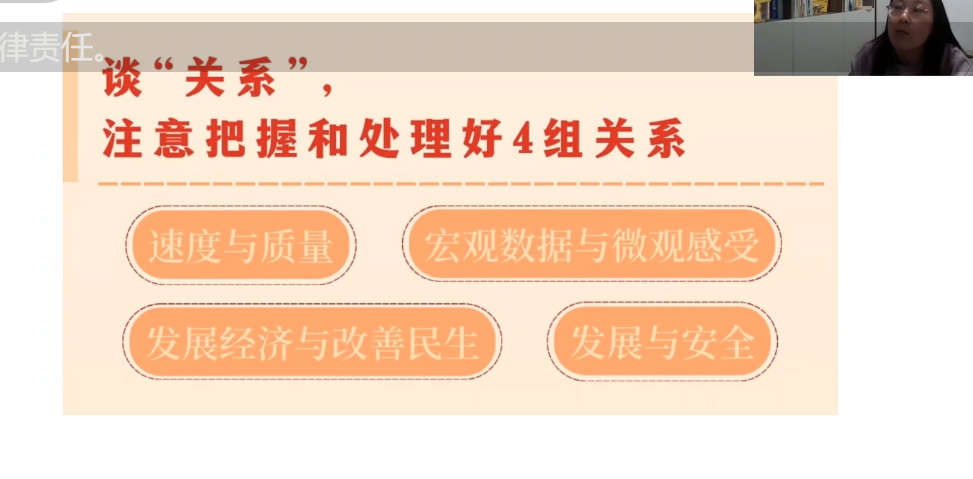 律责任。
谈“关系”，
注意把握和处理好4组关系
速度与质量
宏观数据与微观感受
发展经济与改善民生
发展与安全